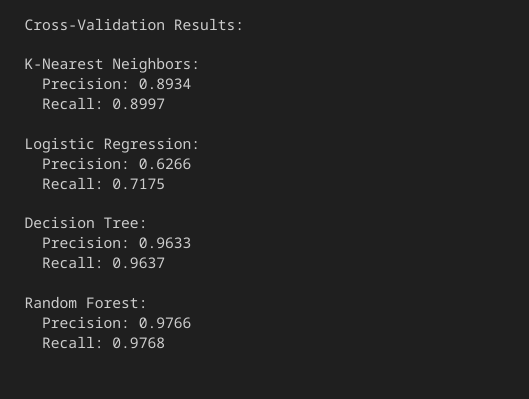 Cross-Validation Results:
K-Nearest Neighbors:
Precision: 0.8934
Recall: 0.8997
Logistic Regression:
Precision: 0.6266
Recall: 0.7175
Decision Tree:
Precision: 0.9633
Recall: 0.9637
Random Forest:
Precision: 0.9766
Recall: 0.9768